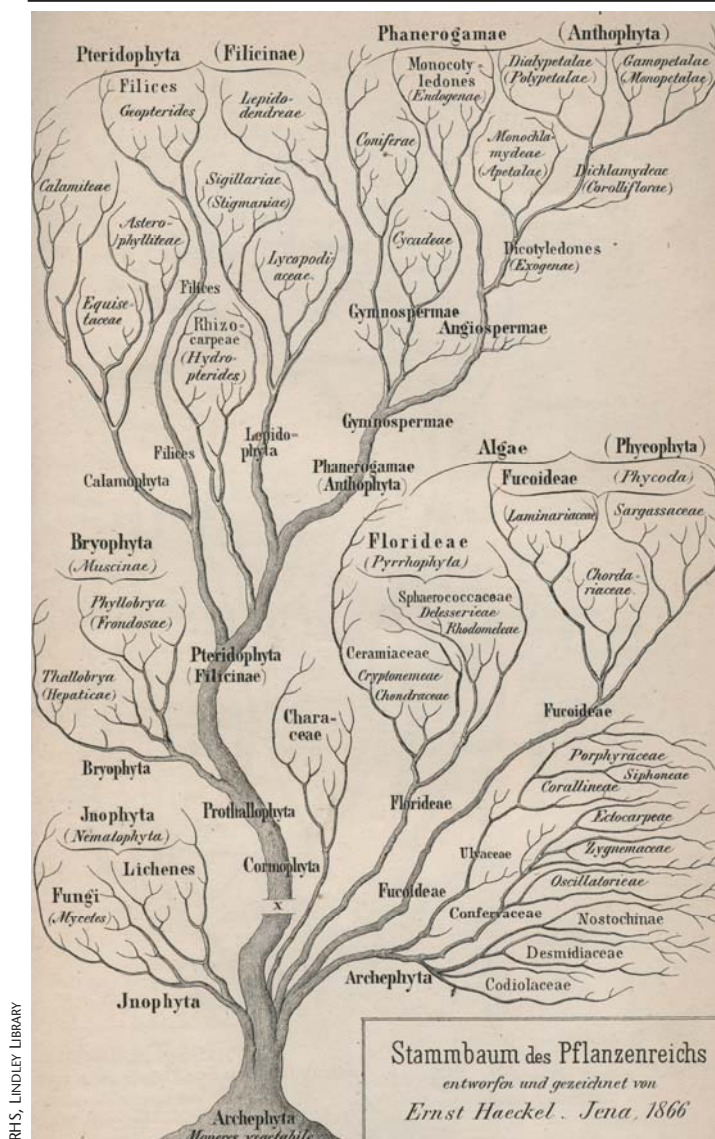 Phanerogamae (Anthophyta)
Pteridophyta (Filicinae)
Filices
Geopterides
Lepido-
dendreae
Monocoty-
ledones
(Endogenae)
Dialypetalae
(Polypetalae)
Gamopetalae
(Monopetalae)
Coniferae
Monochla-
mydeae
(Apetalae)
Dichlamydeae
(Corolliflorae)
Calamiteae
Sigillariae
(Stigmaniae)
Astero-
phylliteae
Lycopodi-
aceae
Cycadeae
Dicotyledones
(Exogenae)
Equise-
taceae
Filices
Rhizo-
carpeae
(Hydro-
pterides)
Gymnospermae
Angiospermae
Gymnospermae
Filices
Lepido-
phyta
Calamophyta
Phanerogamae
(Anthophyta)
Algae (Phycophyta)
Fucoideae (Phycoda)
Laminariaceae
Sargassaceae
Chorda-
riaceae
Bryophyta
(Muscinae)
Phyllobrya
(Frondosae)
Thallobrya
(Hepaticae)
Bryophyta
Florideae
(Pyrrhophyta)
Sphaerococcaceae
Delesserieae
Rhodomeleae
Ceramiaceae
Cryptonemeae
Chondraceae
Pteridophyta
(Filicinae)
Chara-
ceae
Fucoideae
Porphyraceae
Siphoneae
Corallineae
Prothallophyta
Florideae
Ectocarpeae
Ulvaceae
Zygnemaceae
Jnophyta
(Nematophyta)
Lichenes
Fungi
(Mycetes)
Cormophyta
x
Fucoideae
Oscillatorieae
Confervaceae
Nostochinae
Desmidiaceae
Archephyta
Codiolaceae
Jnophyta
Stammbaum des Pflanzenreichs
entworfen und gezeichnet von
Ernst Haeckel. Jena, 1866
Archephyta
Moneres vegetabile
RHS, LINDLEY LIBRARY